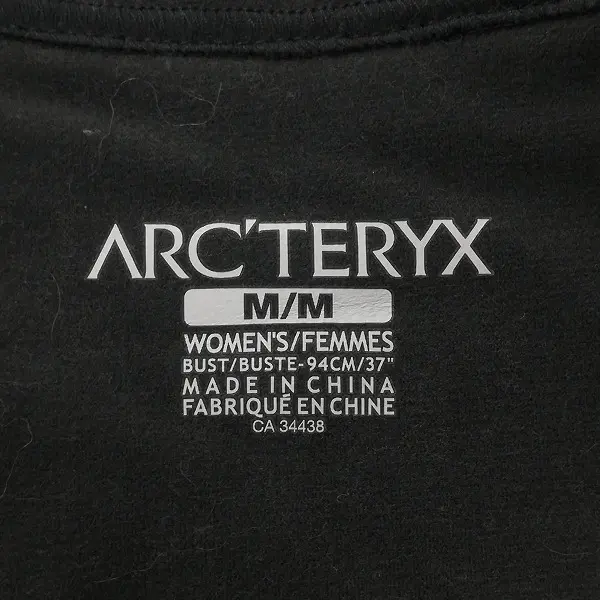 ARC'TERYX
M/M
WOMEN'S/FEMMES
BUST/BUSTE-94CM/37"
MADE IN CHINA
FABRIQUÉ EN CHINE
CA 34438